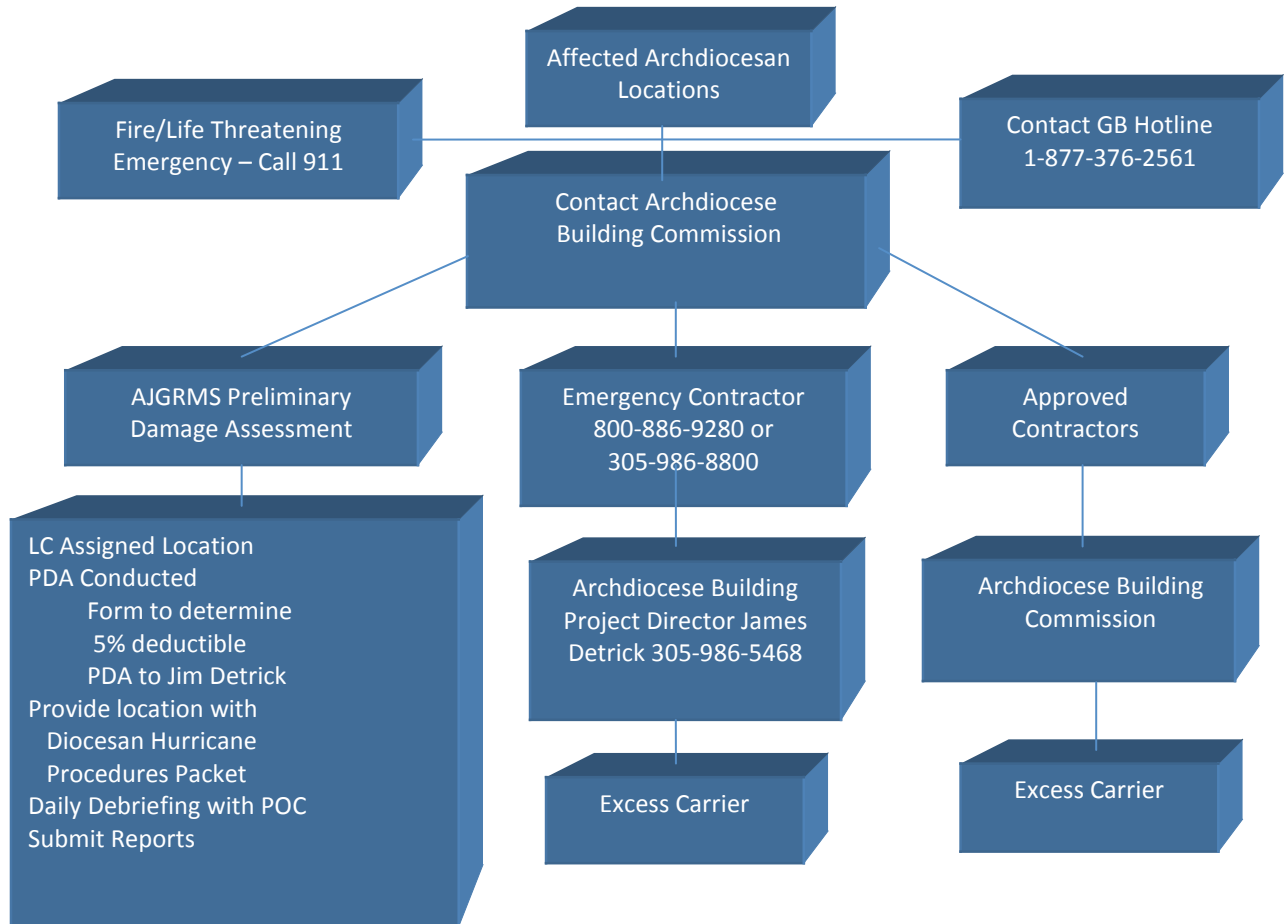 Affected Archdiocesan
Locations
Fire/Life Threatening
Emergency – Call 911
Contact GB Hotline
1-877-376-2561
Contact Archdiocese
Building Commission
AJGRMS Preliminary
Damage Assessment
Emergency Contractor
800-886-9280 or
305-986-8800
Approved
Contractors
LC Assigned Location
PDA Conducted
Form to determine
5% deductible
PDA to Jim Detrick
Provide location with
Diocesan Hurricane
Procedures Packet
Daily Debriefing with POC
Submit Reports
Archdiocese Building
Project Director James
Detrick 305-986-5468
Archdiocese Building
Commission
Excess Carrier
Excess Carrier